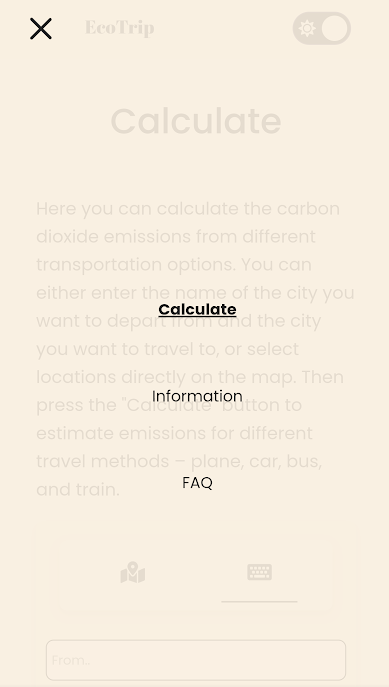 EcoTrip
Calculate
Here you can calculate the carbon
dioxide emissions from different
transportation options. You can
either enter the name of the city you
Calculate
want to depart from and the city
you want to travel to, or select
locations directly on the map. Then
Information
press the "Calculate" button to
estimate emissions for different
travel methods – plane, car, bus,
FAQ
and train.
From...